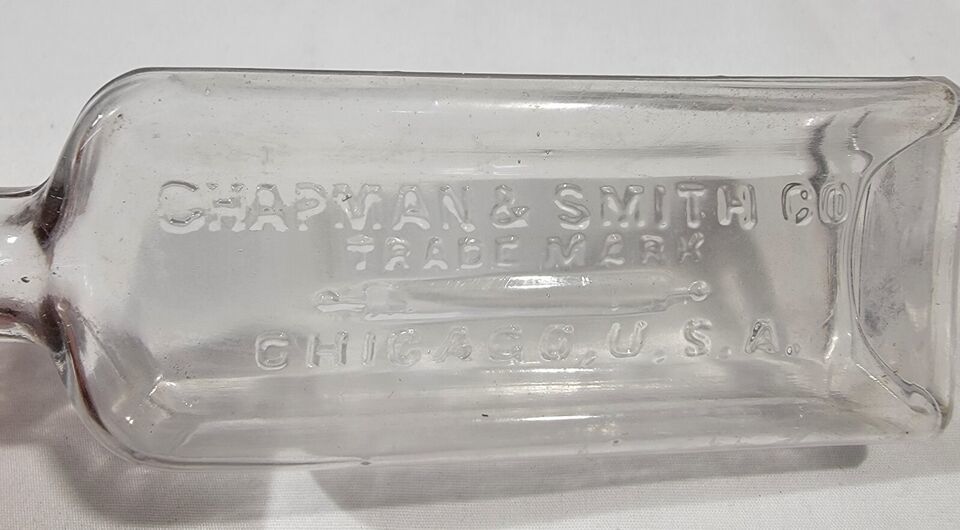 CHAPMAN & SMITH CO
TRADE MARK
CHICAGO, U.S.A.